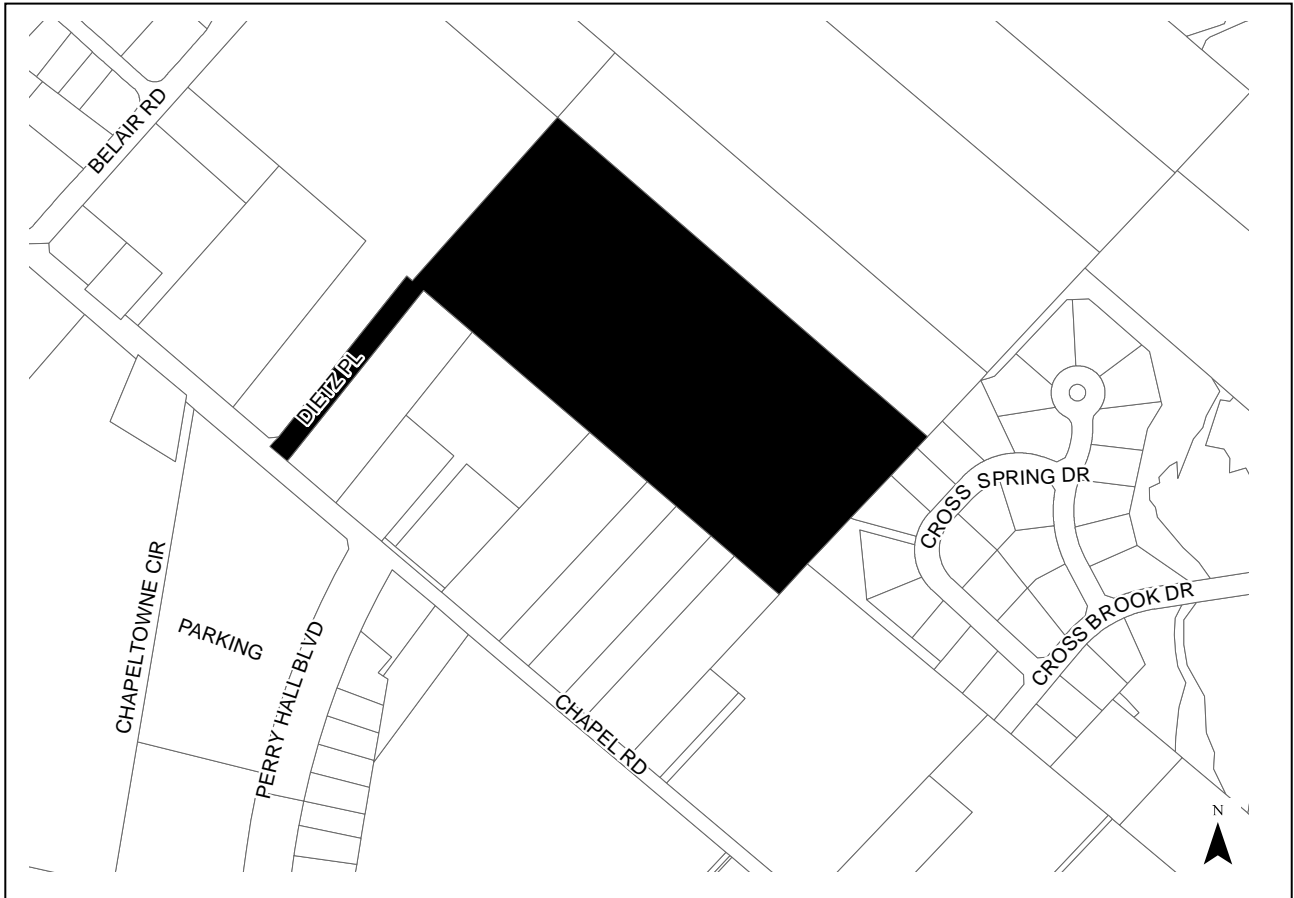 BELAIR RD
DIETZ PL
CROSS SPRING DR
CROSS BROOK DR
CHAPELTOWNE CIR
PARKING
PERRY HALL BLVD
CHAPEL RD
N